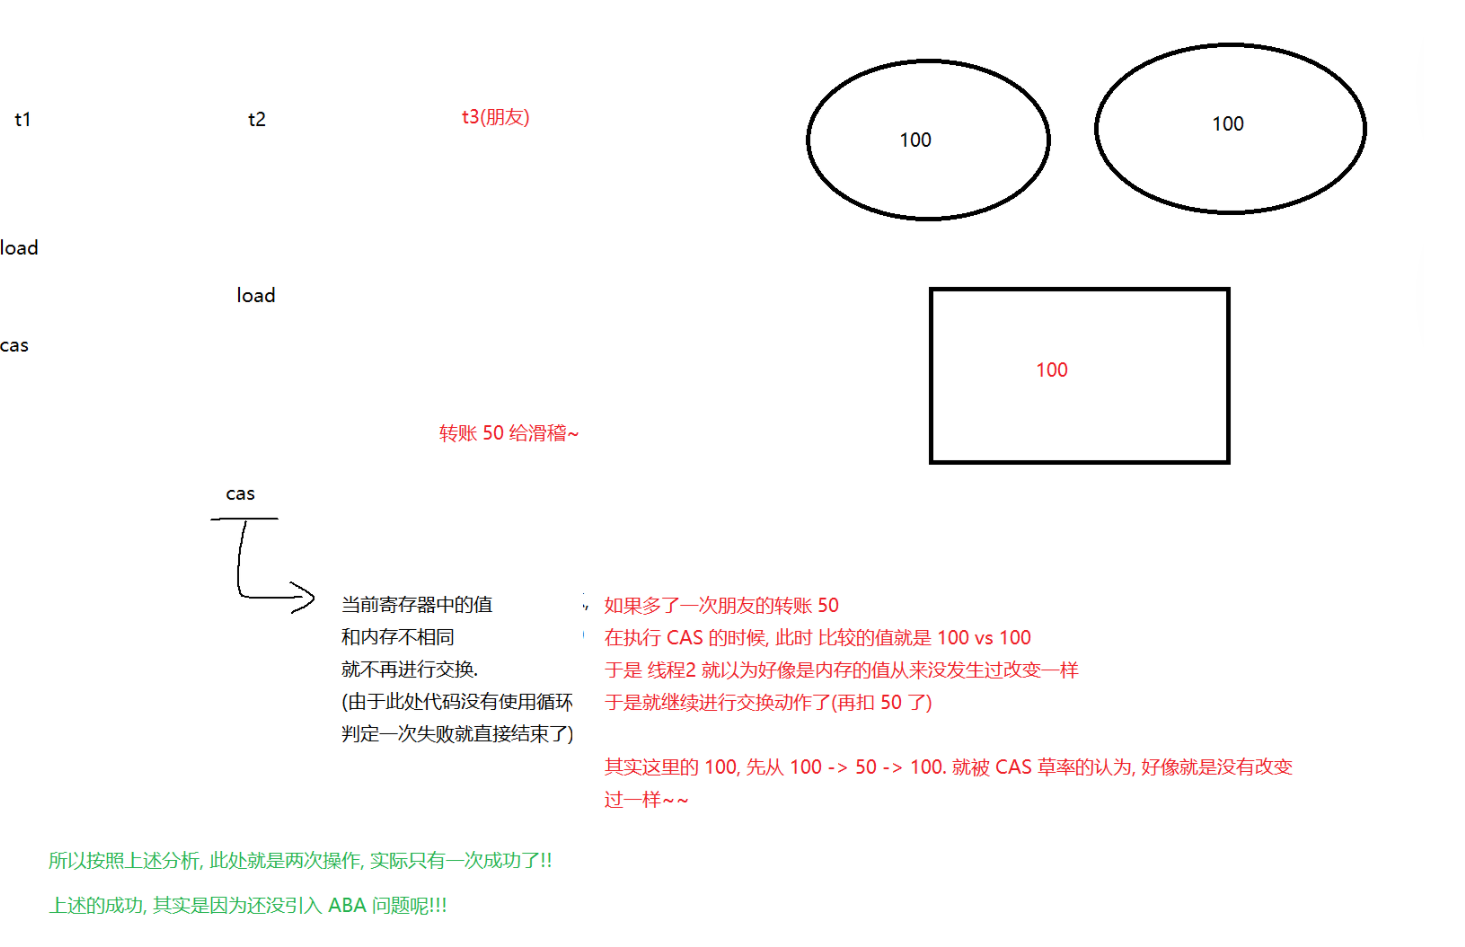 t1
t2
t3(朋友)
100
100
load
load
cas
100
转账 50 给滑稽~
cas
当前寄存器中的值
和内存不相同
就不再进行交换.
(由于此处代码没有使用循环
判定一次失败就直接结束了)
如果多了一次朋友的转账 50
在执行 CAS 的时候, 此时 比较的值就是 100 vs 100
于是 线程2 就以为好像是内存的值从来没发生过改变一样
于是就继续进行交换动作了(再扣 50 了)
其实这里的 100, 先从 100 -> 50 -> 100. 就被 CAS 草率的认为, 好像就是没有改变
过一样~~
所以按照上述分析, 此处就是两次操作, 实际只有一次成功了!!
上述的成功, 其实是因为还没引入 ABA 问题呢!!!